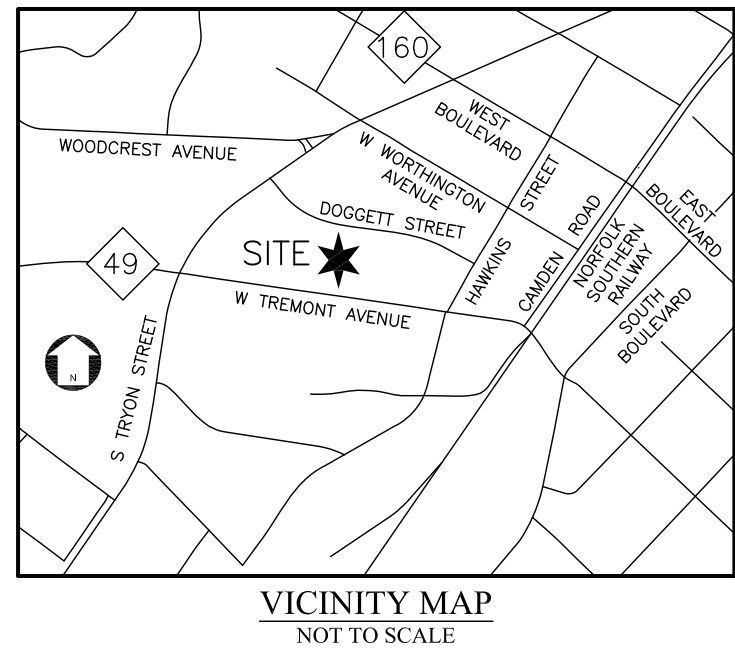 160
WEST
BOULEVARD
WOODCREST AVENUE
W WORTHINGTON
AVENUE
STREET
DOGGETT STREET
ROAD
EAST
BOULEVARD
SITE
49
HAWKINS
CAMDEN
NORFOLK
SOUTHERN
RAILWAY
W TREMONT AVENUE
SOUTH
BOULEVARD
S TRYON STREET
N
VICINITY MAP
NOT TO SCALE